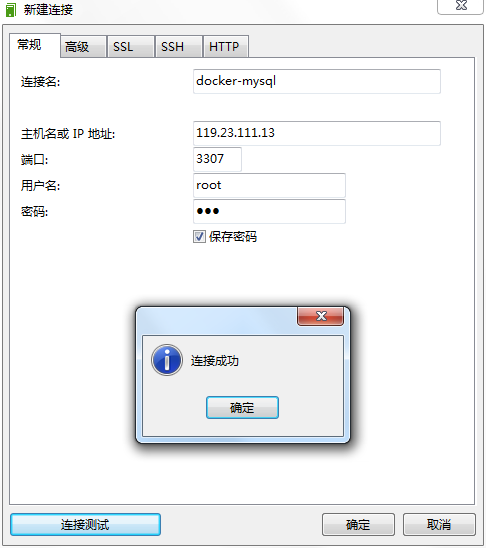 新建连接
常规 高级 SSL SSH HTTP
连接名: docker-mysql
主机名或 IP 地址: 119.23.111.13
端口: 3307
用户名: root
密码: ●●●
保存密码
连接成功
确定
连接测试 确定 取消